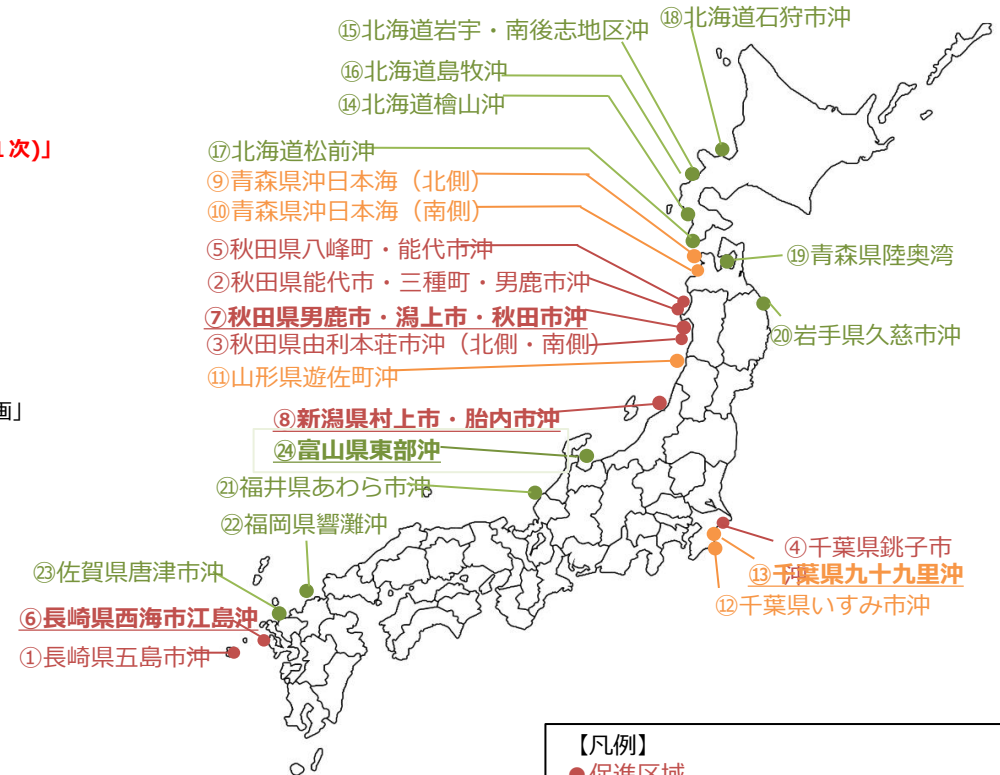 ⑱北海道石狩市沖
⑮北海道岩宇・南後志地区沖
⑯北海道島牧沖
⑭北海道檜山沖
1次)」
⑰北海道松前沖
⑨青森県沖日本海（北側）
⑩青森県沖日本海（南側）
⑤秋田県八峰町・能代市沖
⑲青森県陸奥湾
②秋田県能代市・三種町・男鹿市沖
⑦秋田県男鹿市・潟上市・秋田市沖
⑳岩手県久慈市沖
③秋田県由利本荘市沖（北側・南側）
⑪山形県遊佐町沖
画」
⑧新潟県村上市・胎内市沖
㉔富山県東部沖
㉑福井県あわら市沖
㉒福岡県響灘沖
④千葉県銚子市
沖
⑬千葉県九十九里沖
㉓佐賀県唐津市沖
⑫千葉県いすみ市沖
⑥長崎県西海市江島沖
①長崎県五島市沖
【凡例】
促進区域